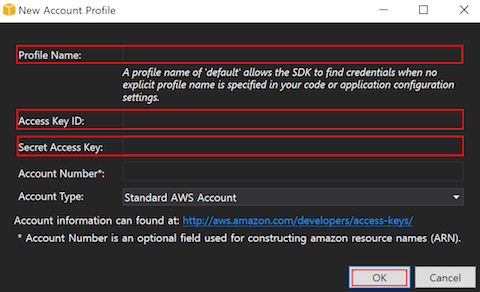 New Account Profile
Profile Name:
A profile name of 'default' allows the SDK to find credentials when no
explicit profile name is specified in your code or application configuration
settings.
Access Key ID:
Secret Access Key:
Account Number*:
Account Type: Standard AWS Account
Account information can found at: http://aws.amazon.com/developers/access-keys/
* Account Number is an optional field used for constructing amazon resource names (ARN).
OK Cancel